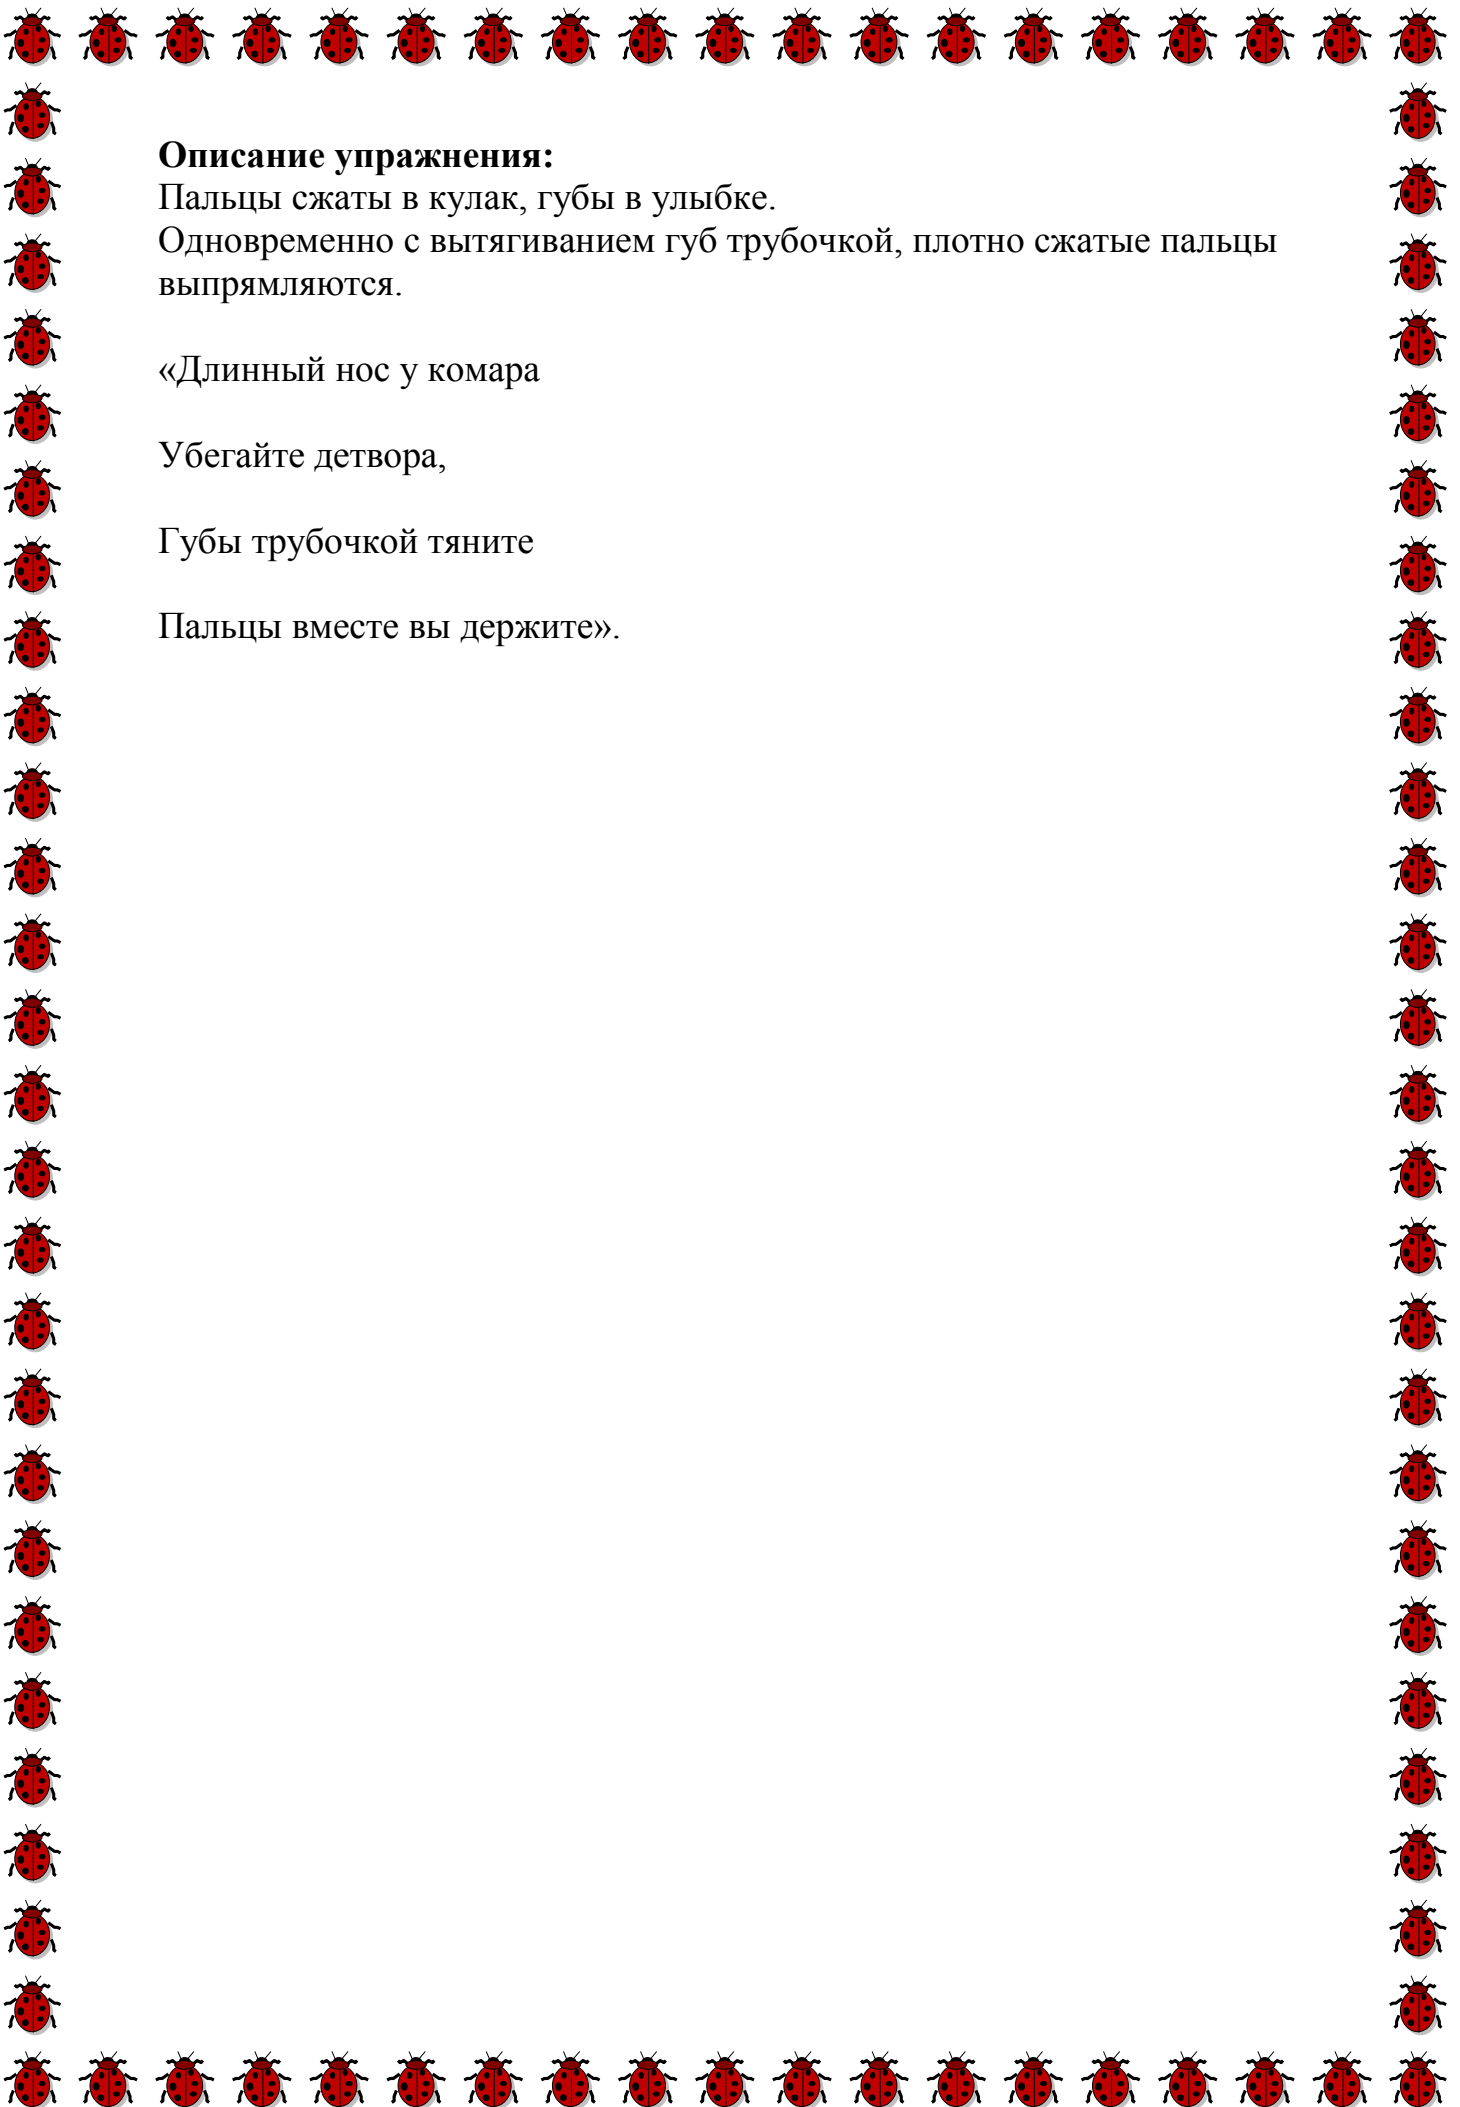 Описание упражнения:
Пальцы сжаты в кулак, губы в улыбке.
Одновременно с вытягиванием губ трубочкой, плотно сжатые пальцы
выпрямляются.
«Длинный нос у комара
Убегайте детвора,
Губы трубочкой тяните
Пальцы вместе вы держите».